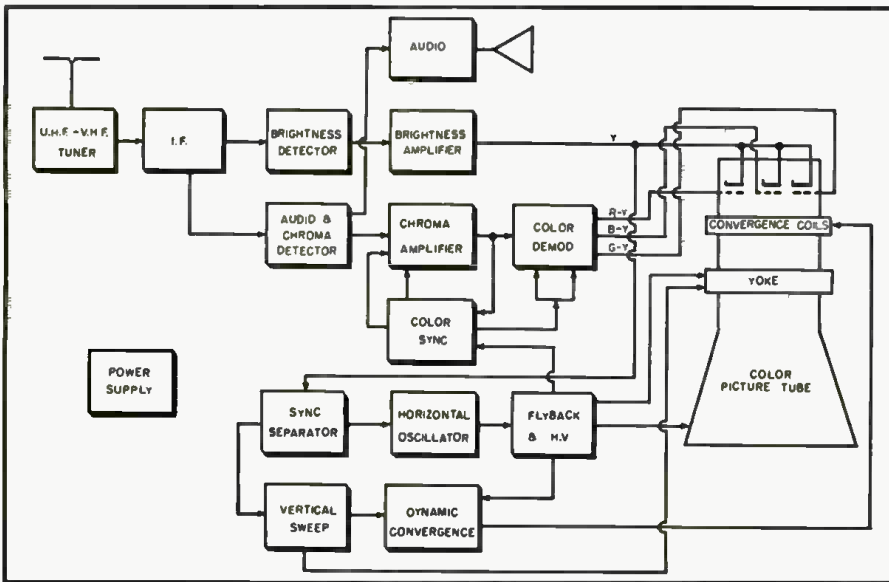 AUDIO
U.H.F. - V.H.F.
TUNER
I.F.
BRIGHTNESS
DETECTOR
BRIGHTNESS
AMPLIFIER
Y
AUDIO &
CHROMA
DETECTOR
CHROMA
AMPLIFIER
COLOR
DEMOD
R-Y
B-Y
G-Y
CONVERGENCE COILS
YOKE
COLOR
SYNC
COLOR
PICTURE TUBE
POWER
SUPPLY
SYNC
SEPARATOR
HORIZONTAL
OSCILLATOR
FLYBACK
& H.V
VERTICAL
SWEEP
DYNAMIC
CONVERGENCE